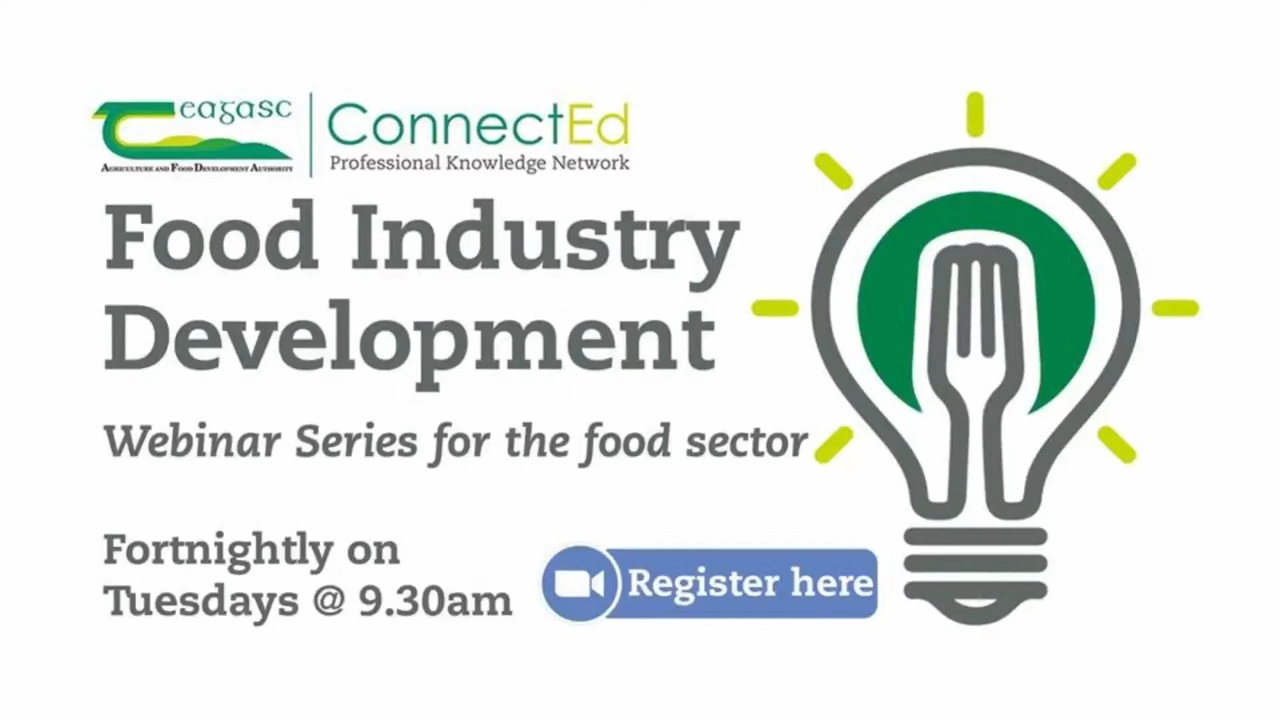 eagasc
AGRICULTURE AND FOOD DEVELOPMENT AUTHORITY
ConnectEd
Professional Knowledge Network
Food Industry
Development
Webinar Series for the food sector
Fortnightly on
Tuesdays @ 9.30am
Register here